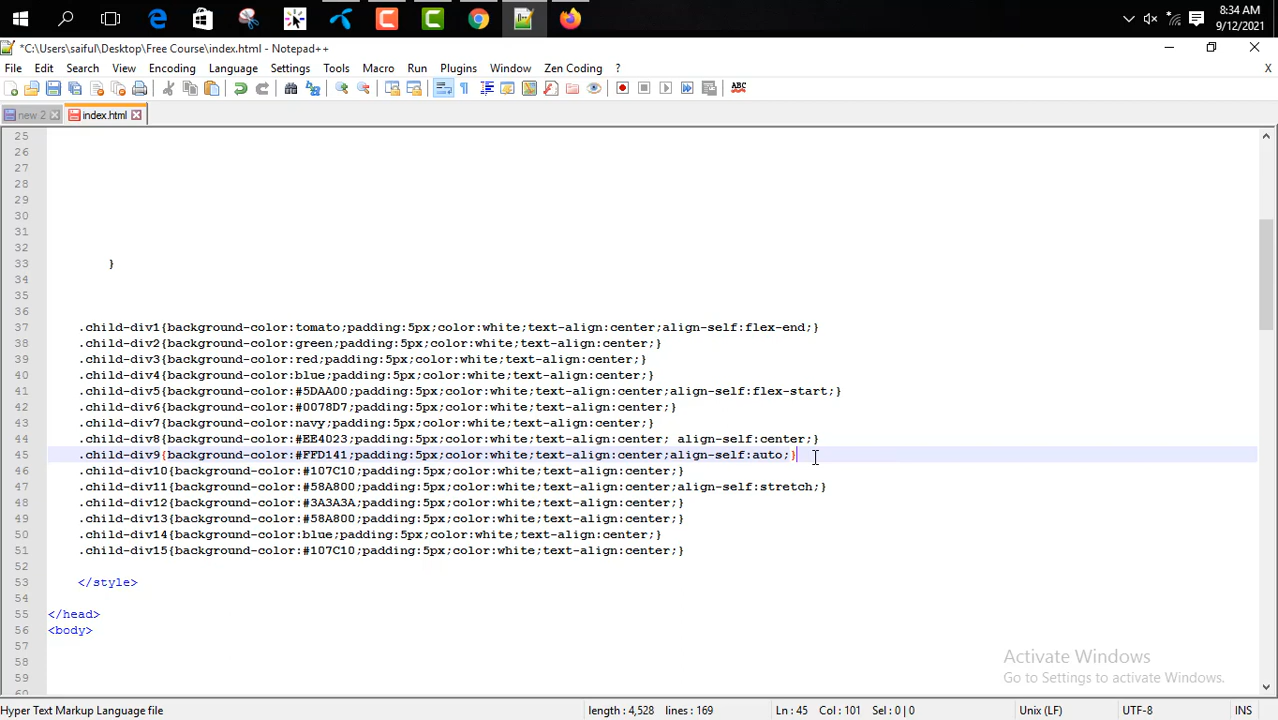 8:34 AM
9/12/2021
*C:\Users\saiful\Desktop\Free Course\index.html - Notepad++
File Edit Search View Encoding Language Settings Tools Macro Run Plugins Window Zen Coding ? X
ABC
new 2 index.html
25
26
27
28
29
30
31
32
33 }
34
35
36
37 .child-div1{background-color:tomato;padding:5px;color:white;text-align:center;align-self:flex-end;}
38 .child-div2{background-color:green;padding:5px;color:white;text-align:center;}
39 .child-div3{background-color:red;padding:5px;color:white;text-align:center;}
40 .child-div4{background-color:blue;padding:5px;color:white;text-align:center;}
41 .child-div5{background-color:#5DAA00;padding:5px;color:white;text-align:center;align-self:flex-start;}
42 .child-div6{background-color:#0078D7;padding:5px;color:white;text-align:center;}
43 .child-div7{background-color:navy;padding:5px;color:white;text-align:center;}
44 .child-div8{background-color:#EE4023;padding:5px;color:white;text-align:center; align-self:center;}
45 .child-div9{background-color:#FFD141;padding:5px;color:white;text-align:center;align-self:auto;}
46 .child-div10{background-color:#107C10;padding:5px;color:white;text-align:center;}
47 .child-div11{background-color:#58A800;padding:5px;color:white;text-align:center;align-self:stretch;}
48 .child-div12{background-color:#3A3A3A;padding:5px;color:white;text-align:center;}
49 .child-div13{background-color:#58A800;padding:5px;color:white;text-align:center;}
50 .child-div14{background-color:blue;padding:5px;color:white;text-align:center;}
51 .child-div15{background-color:#107C10;padding:5px;color:white;text-align:center;}
52
53 </style>
54
55 </head>
56 <body>
57
58
59
60
Activate Windows
Go to Settings to activate Windows.
Hyper Text Markup Language file length : 4,528 lines : 169 Ln : 45 Col : 101 Sel : 0 | 0 Unix (LF) UTF-8 INS